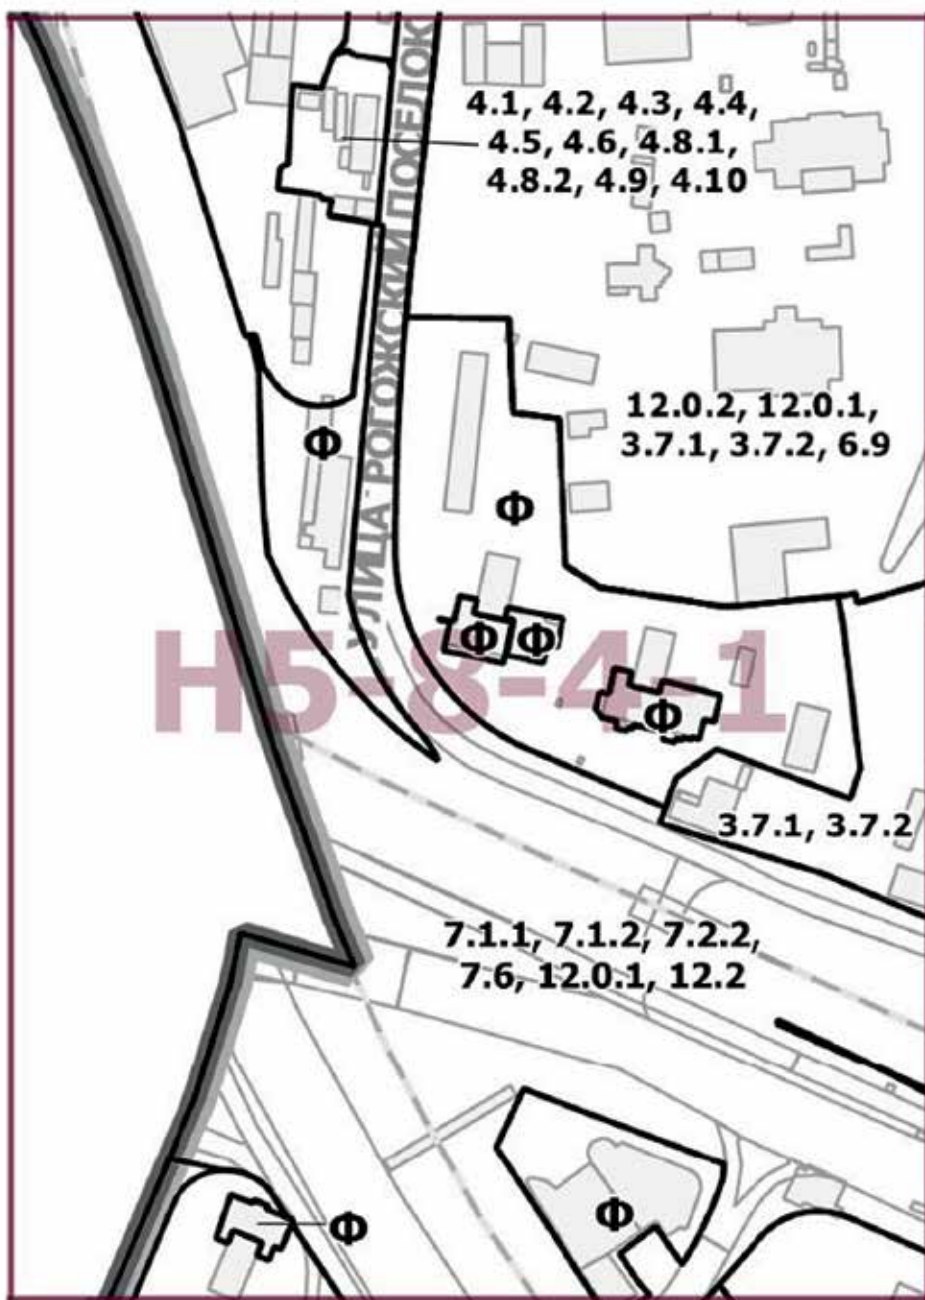 4.1, 4.2, 4.3, 4.4,
4.5, 4.6, 4.8.1,
4.8.2, 4.9, 4.10
УЛИЦА РОГОЖСКИЙ ПОСЕЛОК
12.0.2, 12.0.1,
3.7.1, 3.7.2, 6.9
Ф
Ф
Ф
Ф
Н5-8-4-1
Ф
3.7.1, 3.7.2
7.1.1, 7.1.2, 7.2.2,
7.6, 12.0.1, 12.2
Ф
Ф